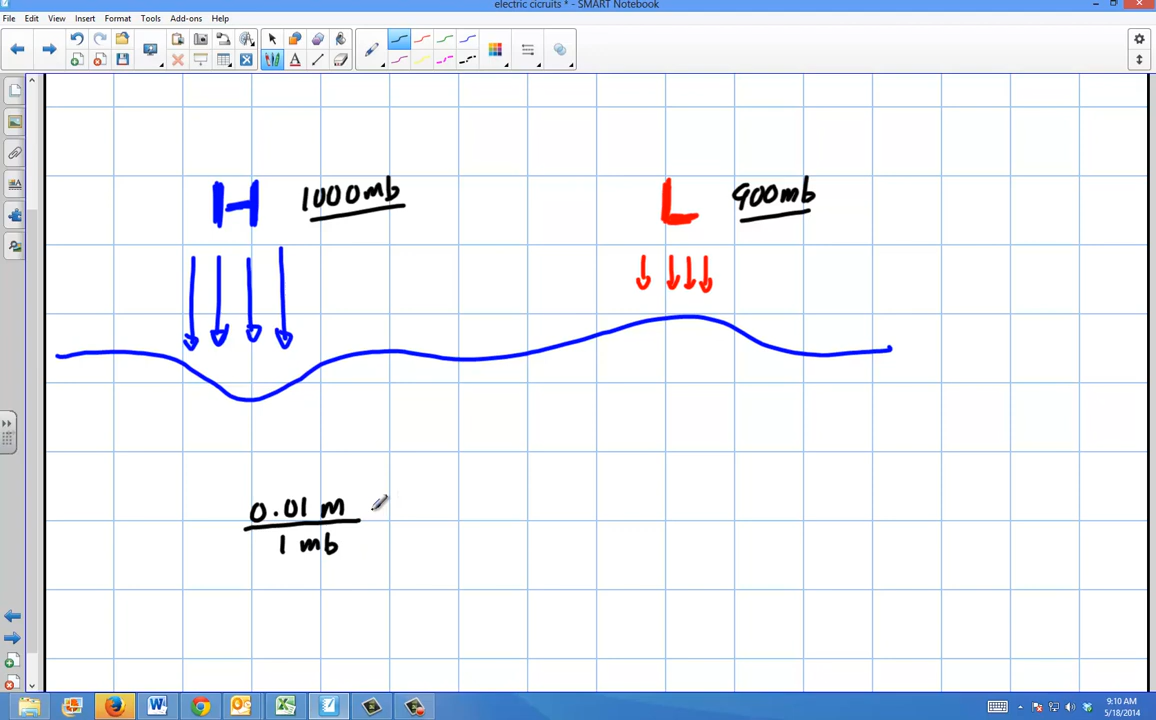 electric cicruits * - SMART Notebook
File Edit View Insert Format Tools Add-ons Help
H 1000mb L 900mb
0.01 m
1 mb
9:10 AM
5/18/2014